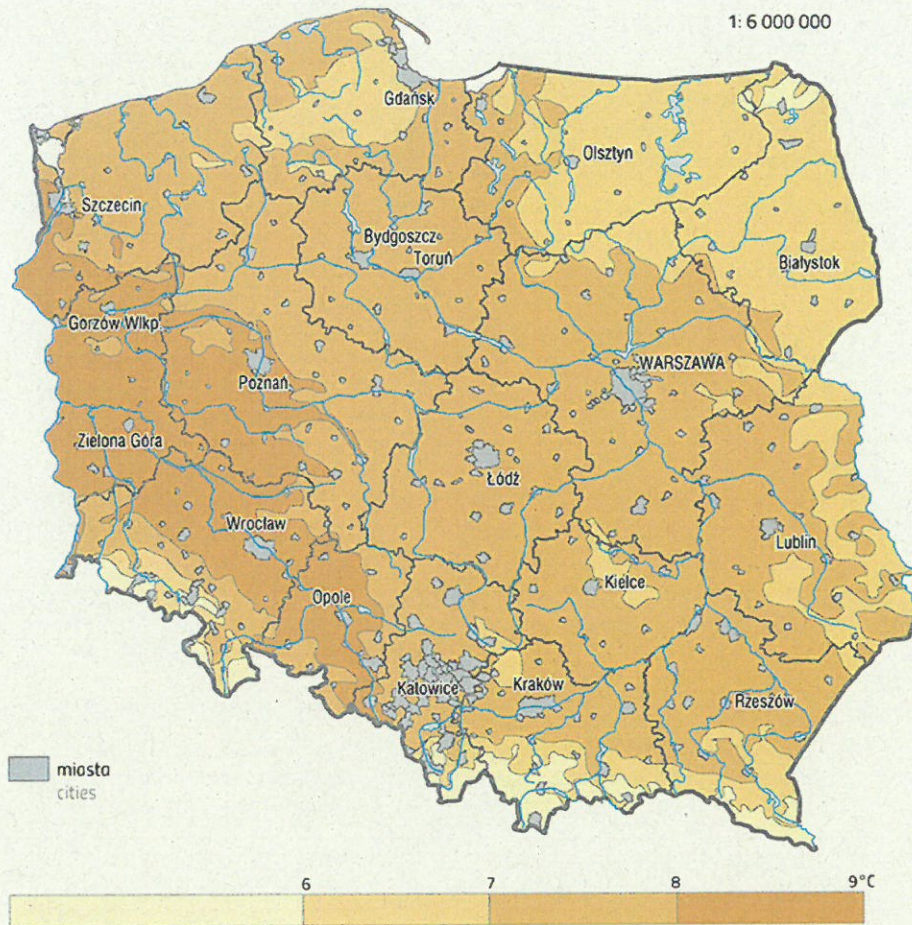 1: 6 000 000
Gdańsk
Olsztyn
Szczecin
Bydgoszcz
Toruń
Białystok
Gorzów Wlkp.
Poznań
WARSZAWA
Zielona Góra
Łódź
Wrocław
Lublin
Opole
Kielce
Katowice
Kraków
Rzeszów
miasta
cities
6 7 8 9°C